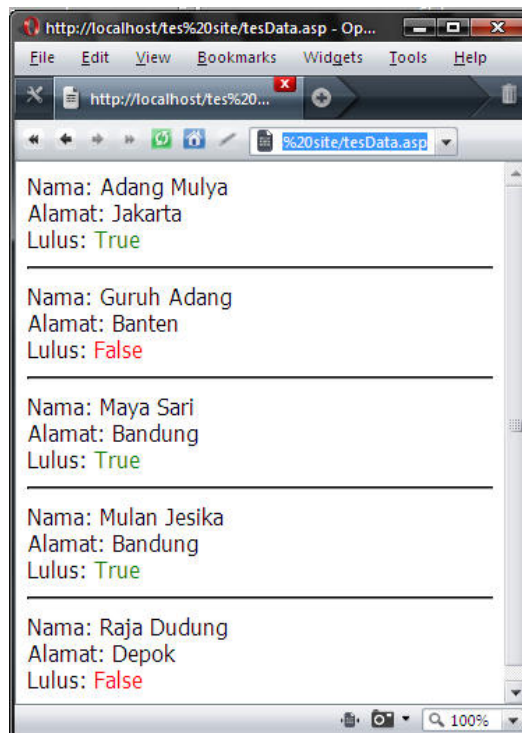 http://localhost/tes%20site/tesData.asp - Op...
File Edit View Bookmarks Widgets Tools Help
http://localhost/tes%20...
%20site/tesData.asp
Nama: Adang Mulya
Alamat: Jakarta
Lulus: True
Nama: Guruh Adang
Alamat: Banten
Lulus: False
Nama: Maya Sari
Alamat: Bandung
Lulus: True
Nama: Mulan Jesika
Alamat: Bandung
Lulus: True
Nama: Raja Dudung
Alamat: Depok
Lulus: False
100%